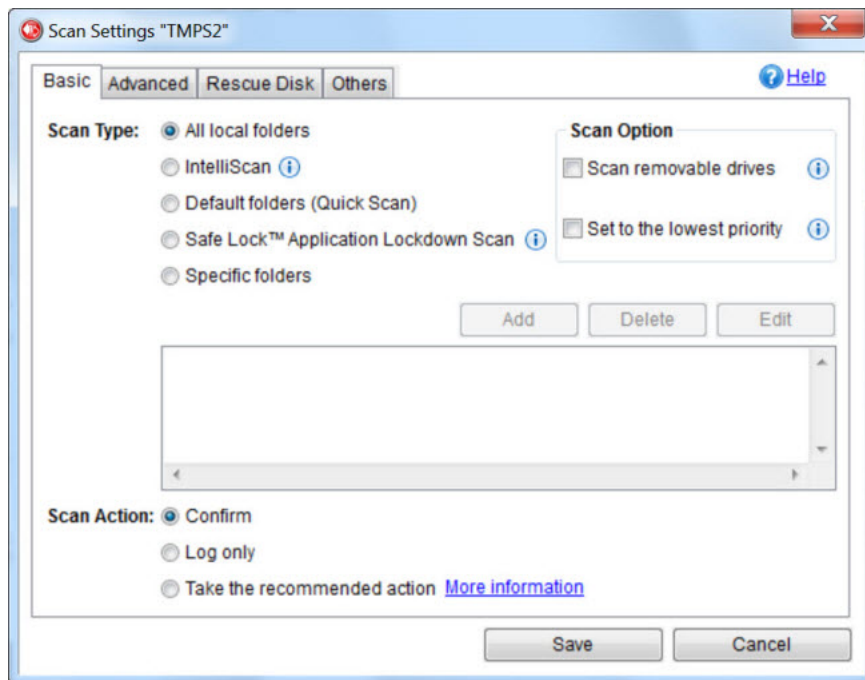 Scan Settings "TMPS2"
Basic Advanced Rescue Disk Others Help
Scan Type: All local folders
IntelliScan
Default folders (Quick Scan)
Safe Lock™ Application Lockdown Scan
Specific folders
Scan Option
Scan removable drives
Set to the lowest priority
Add Delete Edit
Scan Action: Confirm
Log only
Take the recommended action More information
Save Cancel